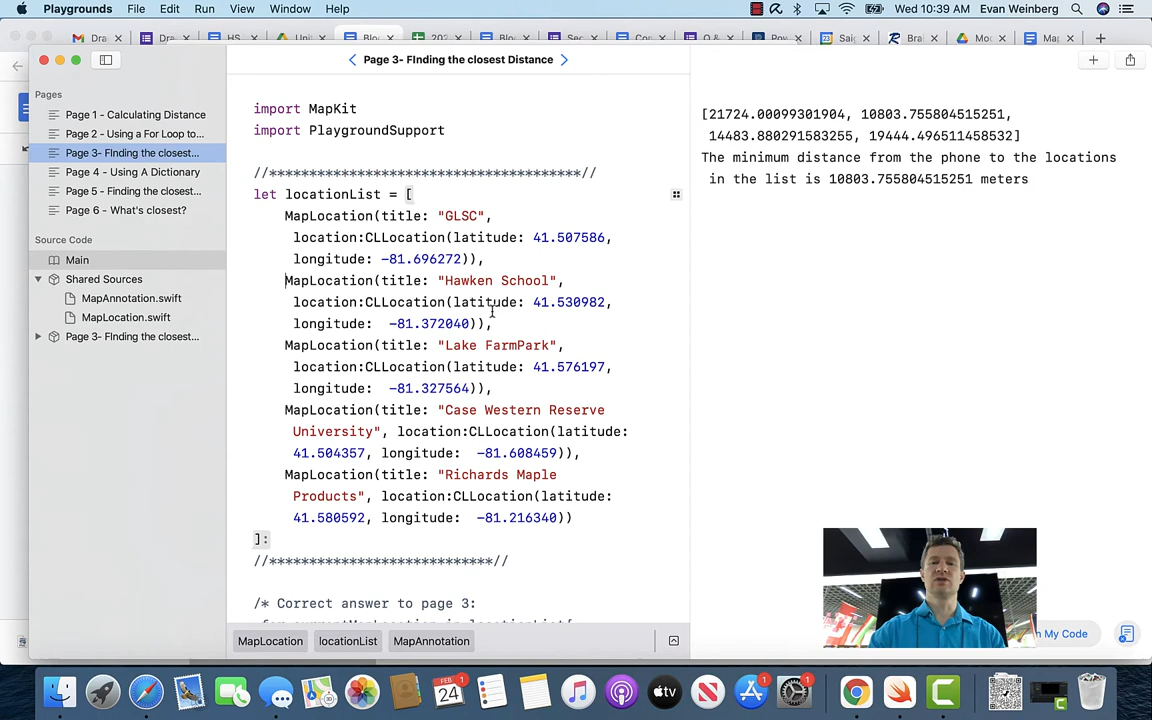 Playgrounds File Edit Run View Window Help Wed 10:39 AM Evan Weinberg
Page 3- FInding the closest Distance
Pages
Page 1 - Calculating Distance
Page 2 - Using a For Loop to...
Page 3- FInding the closest...
Page 4 - Using A Dictionary
Page 5 - Finding the closest...
Page 6 - What's closest?
Source Code
Main
Shared Sources
MapAnnotation.swift
MapLocation.swift
Page 3- FInding the closest...
import MapKit
import PlaygroundSupport
//***************************************//
let locationList = [
MapLocation(title: "GLSC",
location:CLLocation(latitude: 41.507586,
longitude: -81.696272)),
MapLocation(title: "Hawken School",
location:CLLocation(latitude: 41.530982,
longitude:  -81.372040)),
MapLocation(title: "Lake FarmPark",
location:CLLocation(latitude: 41.576197,
longitude:  -81.327564)),
MapLocation(title: "Case Western Reserve
University", location:CLLocation(latitude:
41.504357, longitude:  -81.608459)),
MapLocation(title: "Richards Maple
Products", location:CLLocation(latitude:
41.580592, longitude:  -81.216340))
]:
//****************************//
/* Correct answer to page 3:
for currentMapLocation in locationList{
MapLocation locationList MapAnnotation
[21724.00099301904, 10803.755804515251,
14483.880291583255, 19444.496511458532]
The minimum distance from the phone to the locations
in the list is 10803.755804515251 meters
My Code
FEB
24